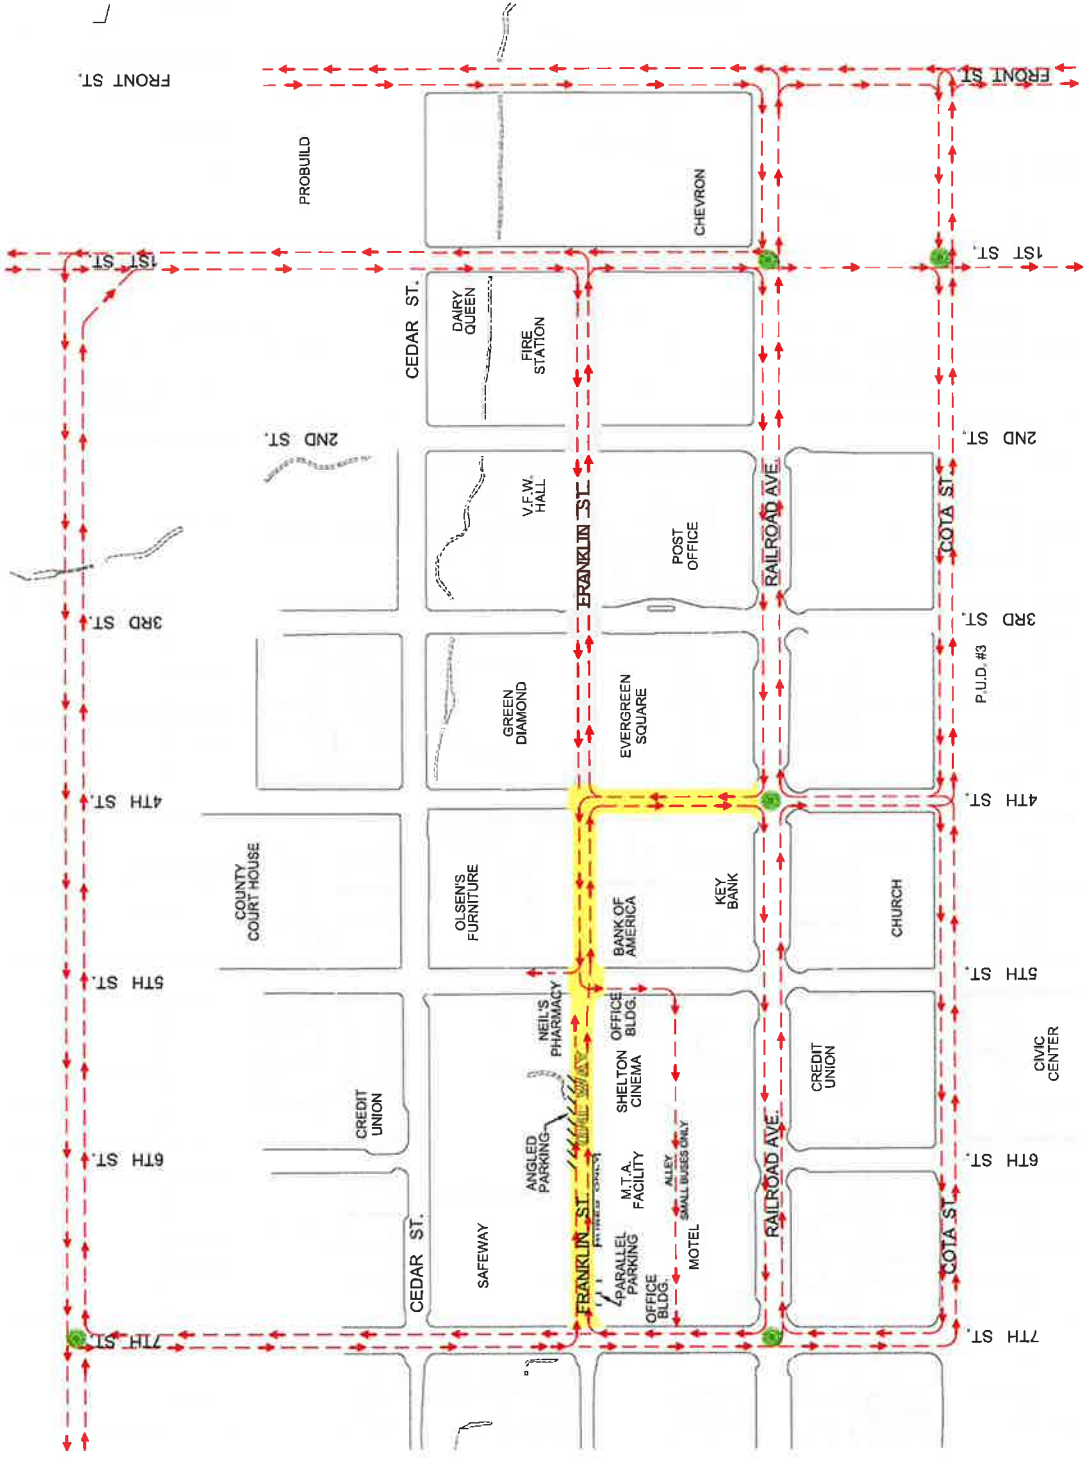 FRONT ST.
FRONT ST
PROBUILD
CHEVRON
1ST ST.
1ST ST.
CEDAR ST.
DAIRY
QUEEN
FIRE
STATION
2ND ST.
2ND ST.
V.F.W.
HALL
FRANKLIN ST.
POST
OFFICE
RAILROAD AVE.
COTA ST.
3RD ST.
3RD ST.
GREEN
DIAMOND
EVERGREEN
SQUARE
P.U.D. #3
4TH ST.
4TH ST.
COUNTY
COURT HOUSE
OLSEN'S
FURNITURE
BANK OF
AMERICA
KEY
BANK
CHURCH
5TH ST.
5TH ST.
NEIL'S
PHARMACY
OFFICE
BLDG.
CREDIT
UNION
ANGLED
PARKING
ONE WAY
SHELTON
CINEMA
CREDIT
UNION
CIVIC
CENTER
6TH ST.
6TH ST.
M.T.A.
FACILITY
ALLEY
SMALL BUSES ONLY
CEDAR ST.
SAFEWAY
FRANKLIN ST.
BUSES ONLY
PARALLEL
PARKING
OFFICE
BLDG.
MOTEL
RAILROAD AVE.
COTA ST.
7TH ST.
7TH ST.